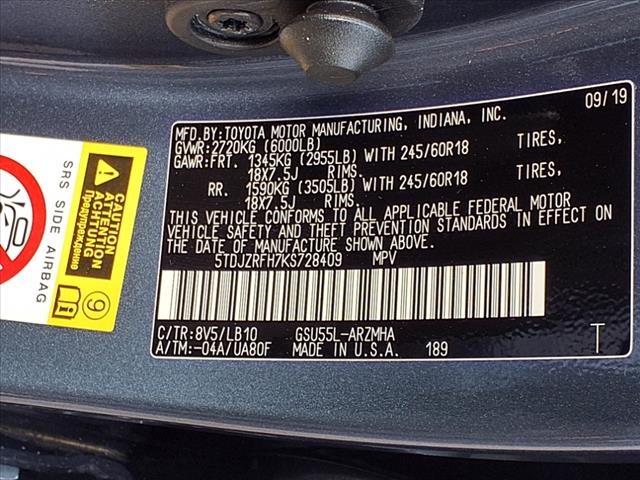 09/19
MFD.BY:TOYOTA MOTOR MANUFACTURING, INDIANA, INC.
GVWR:2720KG (6000LB)
GAWR:FRT. 1345KG (2955LB) WITH 245/60R18 TIRES,
18X7.5J RIMS.
RR. 1590KG (3505LB) WITH 245/60R18 TIRES,
18X7.5J RIMS.
THIS VEHICLE CONFORMS TO ALL APPLICABLE FEDERAL MOTOR
VEHICLE SAFETY AND THEFT PREVENTION STANDARDS IN EFFECT ON
THE DATE OF MANUFACTURE SHOWN ABOVE.
5TDJZRFH7KS728409 MPV
C/TR:8V5/LB10 GSU55L-ARZMHA
A/TM:-04A/UA80F MADE IN U.S.A. 189 T
SRS SIDE AIRBAG
CAUTION
ATTENTION
ACHTUNG
Предупреждение
9